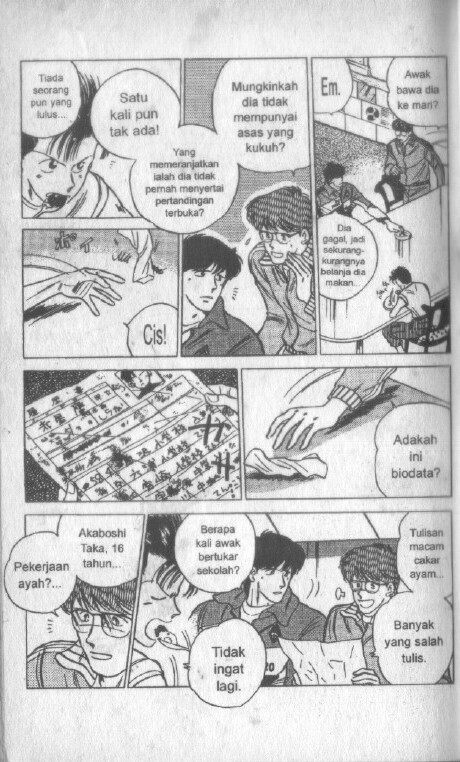 Awak
bawa dia
ke mari?
Em.
Dia
gagal, jadi
sekurang-
kurangnya
belanja dia
makan.
Mungkinkah
dia tidak
mempunyai
asas yang
kukuh?
Yang
memeranjatkan
ialah dia tidak
pernah menyertai
pertandingan
terbuka?
Satu
kali pun
tak ada!
Tiada
seorang
pun yang
lulus...
Cis!
Adakah
ini
biodata?
Tulisan
macam
cakar
ayam...
Banyak
yang salah
tulis.
Berapa
kali awak
bertukar
sekolah?
Tidak
ingat
lagi.
Akaboshi
Taka, 16
tahun...
Pekerjaan
ayah?...